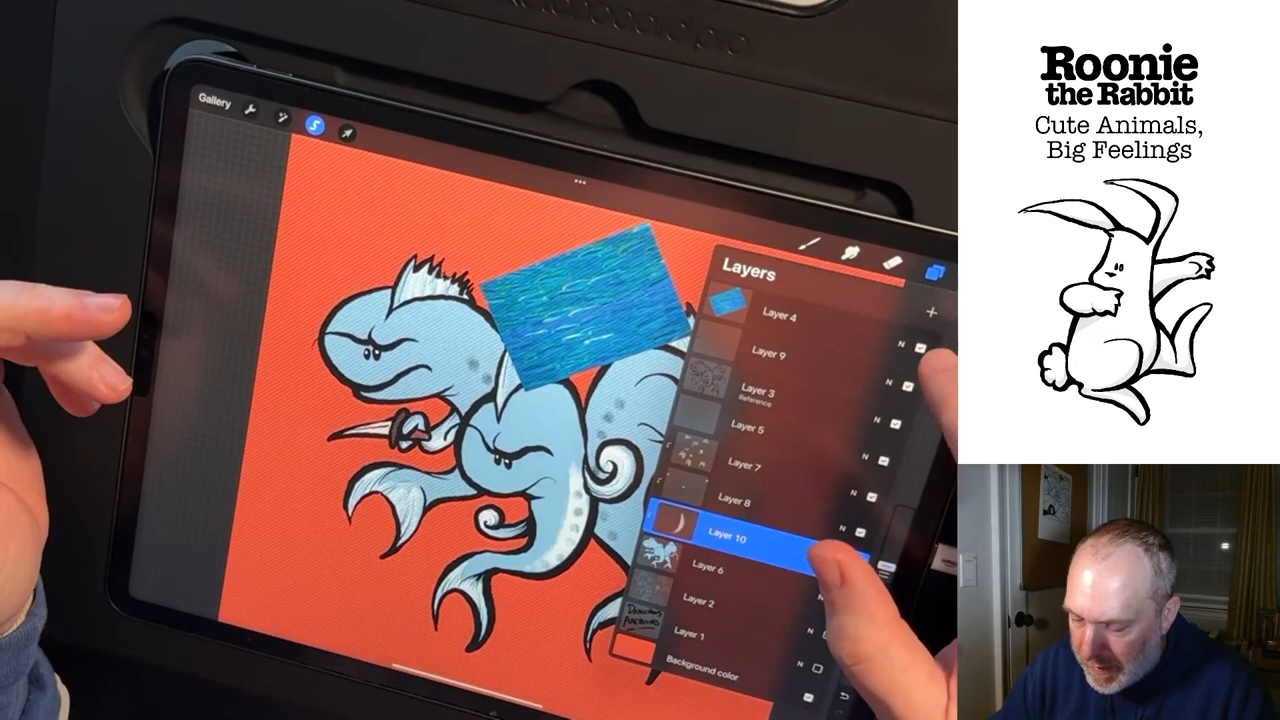 Gallery
Layers
Layer 4
N
Layer 9
N
Layer 3
Reference
N
Layer 5
N
Layer 7
N
Layer 8
N
Layer 10
Layer 6
Layer 2
N
Layer 1
N
Background color
Roonie
the Rabbit
Cute Animals,
Big Feelings